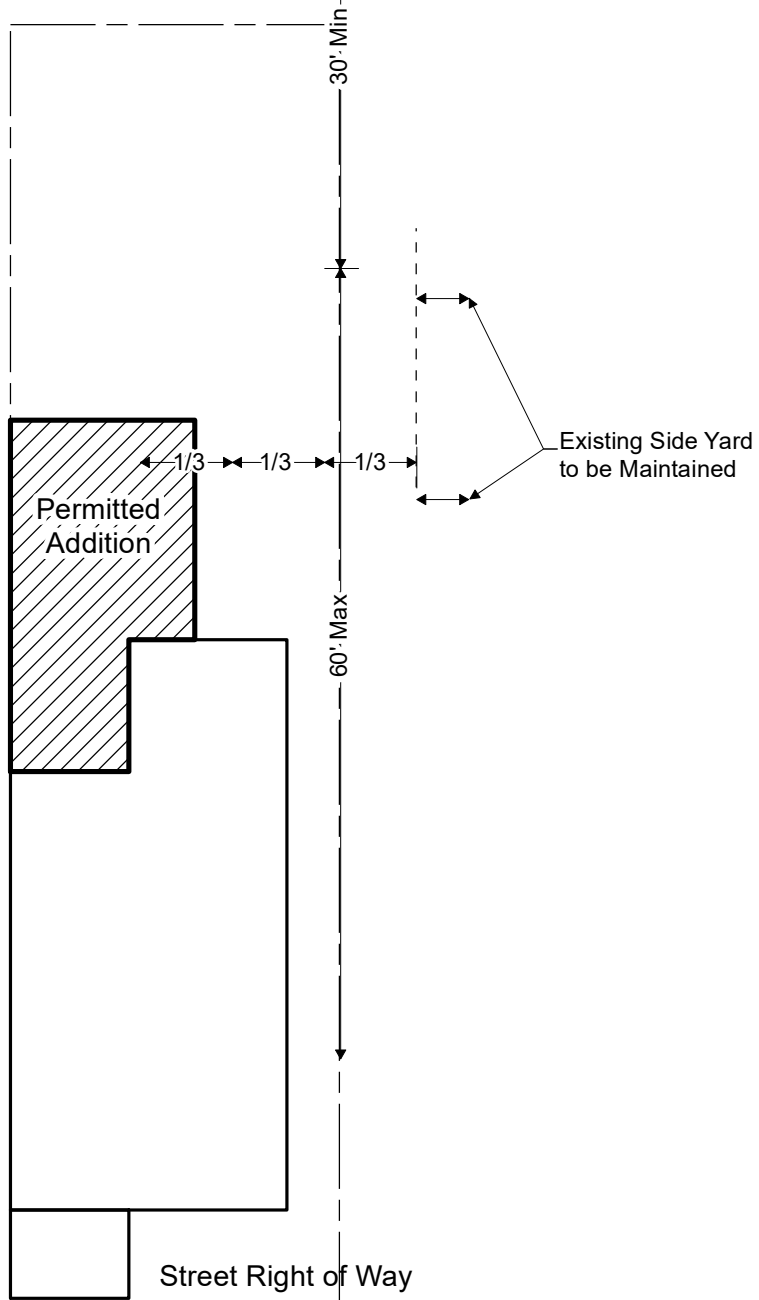 30' Min
1/3
1/3
1/3
Existing Side Yard
to be Maintained
Permitted
Addition
60' Max
Street Right of Way